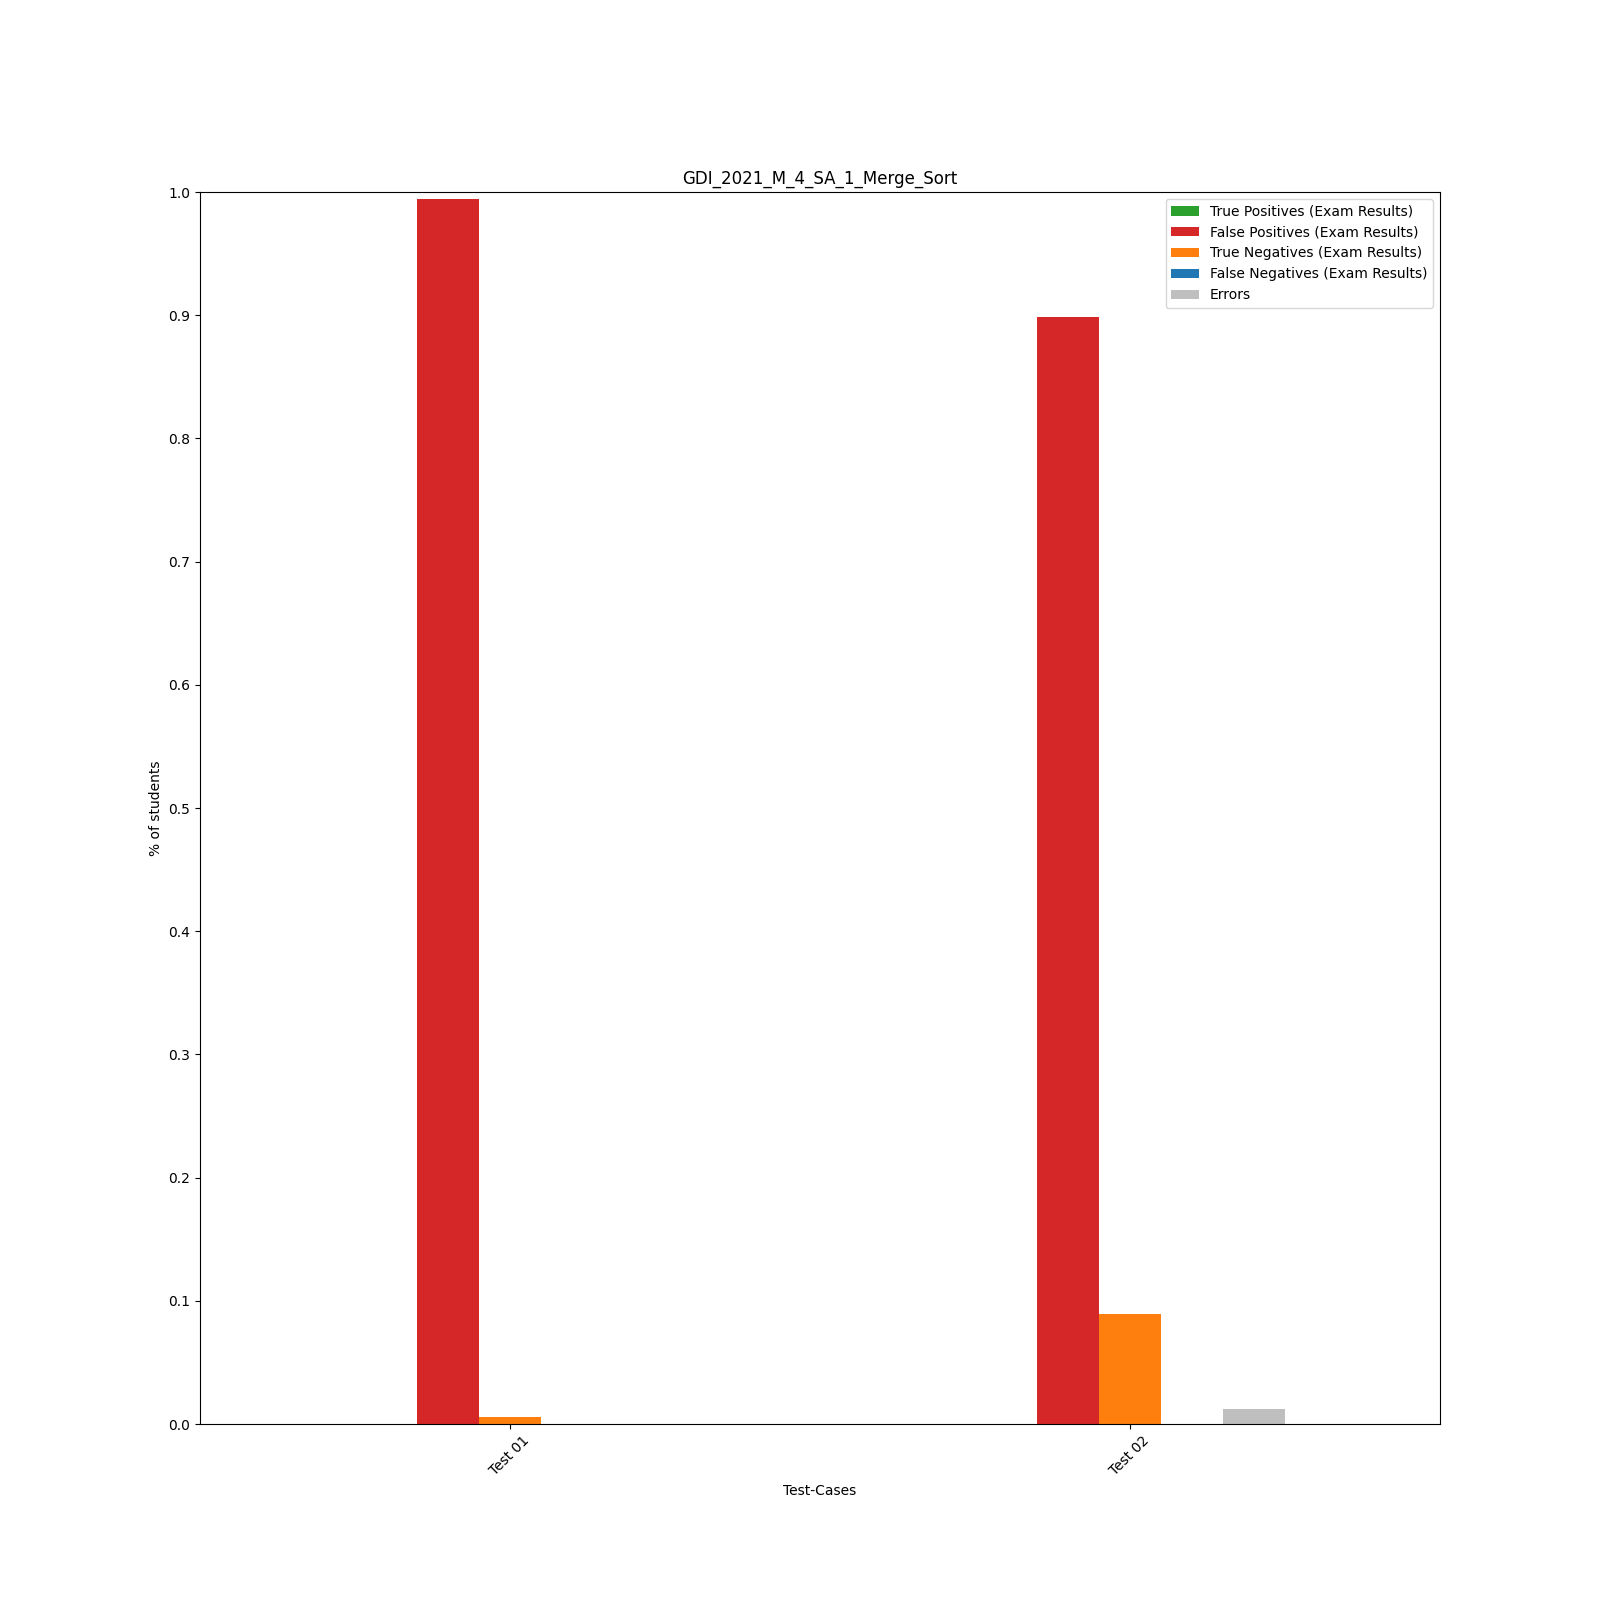 GDI_2021_M_4_SA_1_Merge_Sort
1.0
0.9
0.8
0.7
0.6
0.5
0.4
0.3
0.2
0.1
0.0
% of students
True Positives (Exam Results)
False Positives (Exam Results)
True Negatives (Exam Results)
False Negatives (Exam Results)
Errors
Test 01
Test 02
Test-Cases